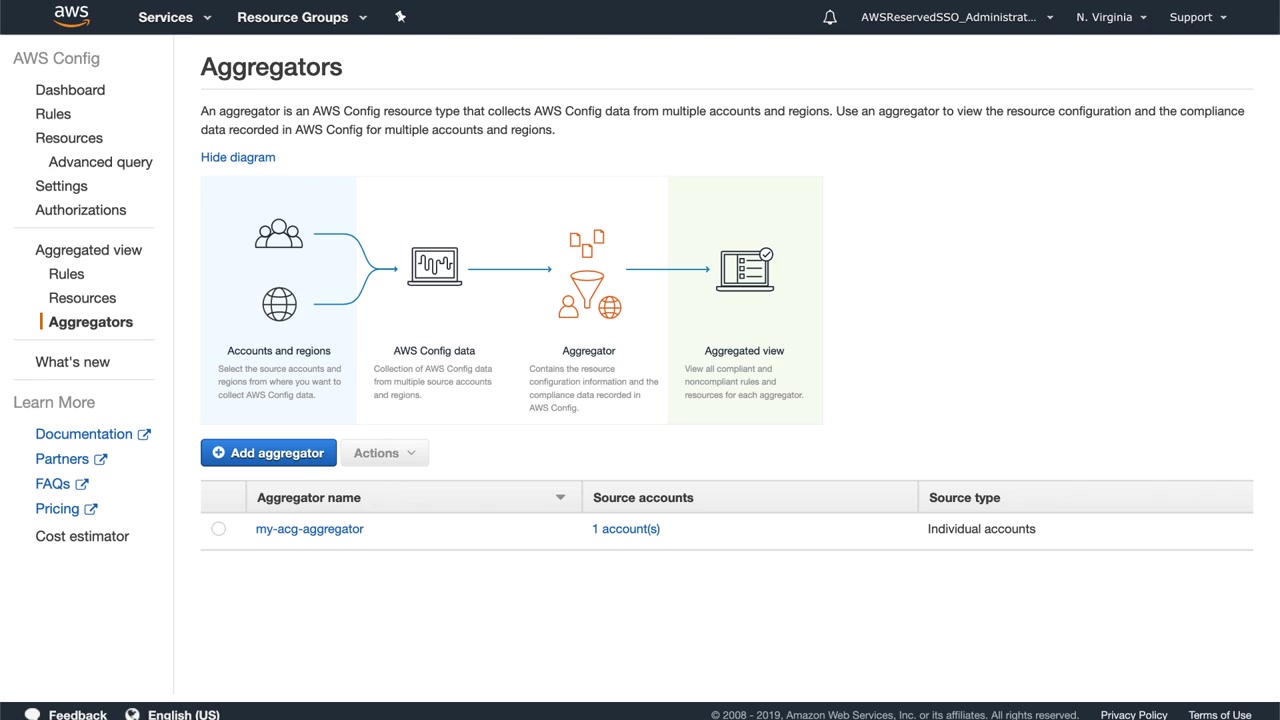 aws
Services
Resource Groups
AWSReservedSSO_Administrat...
N. Virginia
Support
AWS Config
Dashboard
Rules
Resources
Advanced query
Settings
Authorizations
Aggregated view
Rules
Resources
Aggregators
What's new
Learn More
Documentation
Partners
FAQs
Pricing
Cost estimator
Aggregators
An aggregator is an AWS Config resource type that collects AWS Config data from multiple accounts and regions. Use an aggregator to view the resource configuration and the compliance
data recorded in AWS Config for multiple accounts and regions.
Hide diagram
Accounts and regions
Select the source accounts and
regions from where you want to
collect AWS Config data.
AWS Config data
Collection of AWS Config data
from multiple source accounts
and regions.
Aggregator
Contains the resource
configuration information and the
compliance data recorded in
AWS Config.
Aggregated view
View all compliant and
noncompliant rules and
resources for each aggregator.
Add aggregator
Actions
Aggregator name
Source accounts
Source type
my-acg-aggregator
1 account(s)
Individual accounts
Feedback
English (US)
© 2008 - 2019, Amazon Web Services, Inc. or its affiliates. All rights reserved.
Privacy Policy
Terms of Use